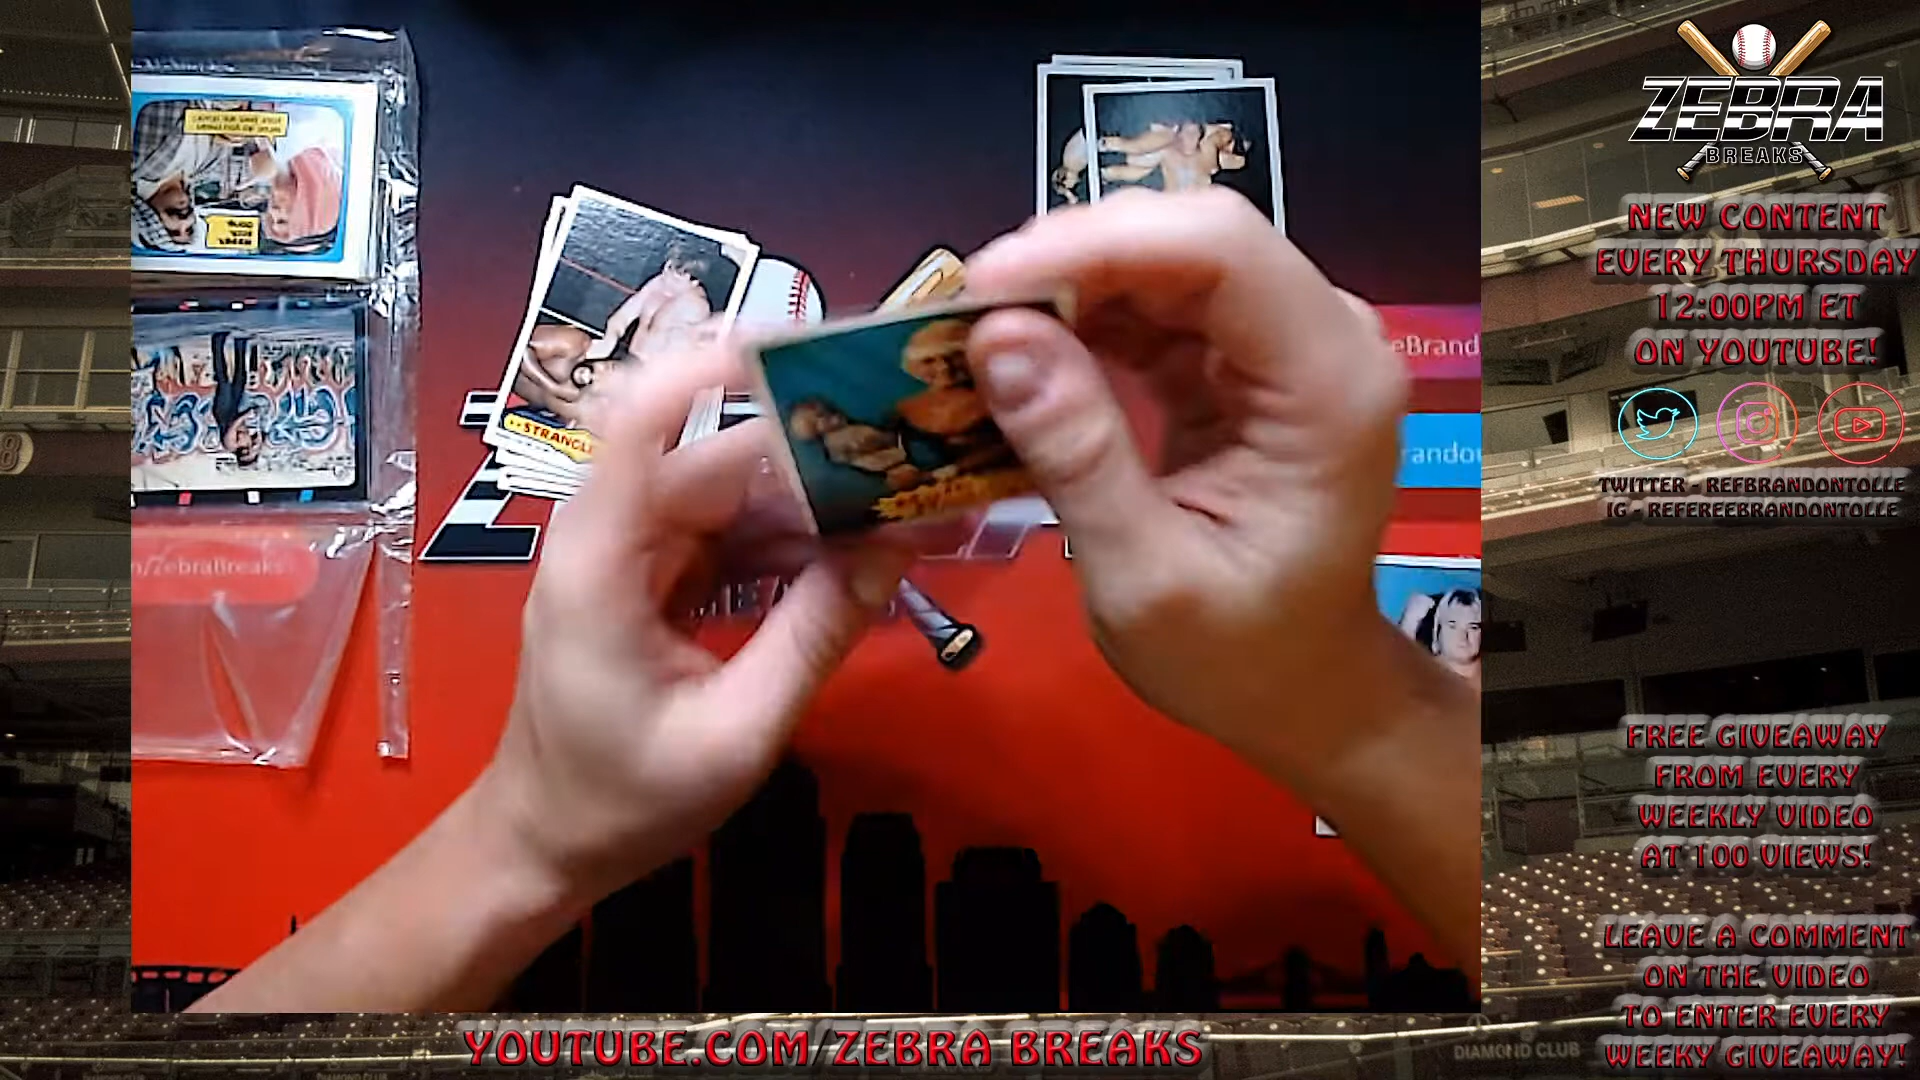 ZEBRA
BREAKS
NEW CONTENT
EVERY THURSDAY
12:00PM ET
ON YOUTUBE!
TWITTER - REFBRANDONTOLLE
IG - REFEREEBRANDONTOLLE
FREE GIVEAWAY
FROM EVERY
WEEKLY VIDEO
AT 100 VIEWS!
LEAVE A COMMENT
ON THE VIDEO
TO ENTER EVERY
WEEKY GIVEAWAY!
YOUTUBE.COM/ZEBRA BREAKS
DIAMOND CLUB
/ZebraBreaks
eBrand
8